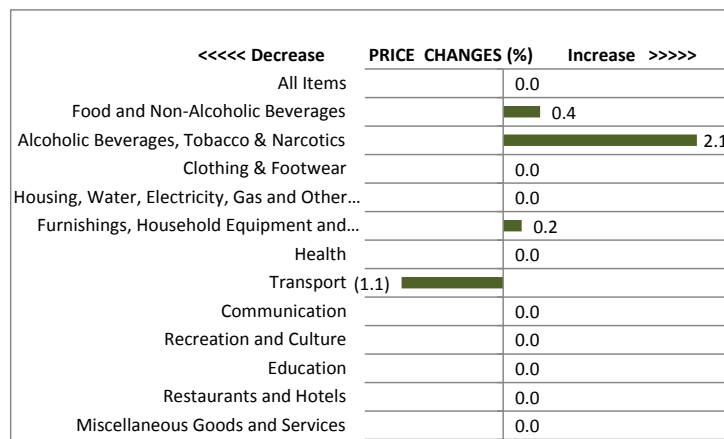 <<<<< Decrease PRICE CHANGES (%) Increase >>>>>
All Items 0.0
Food and Non-Alcoholic Beverages 0.4
Alcoholic Beverages, Tobacco & Narcotics 2.1
Clothing & Footwear 0.0
Housing, Water, Electricity, Gas and Other... 0.0
Furnishings, Household Equipment and... 0.2
Health 0.0
Transport (1.1)
Communication 0.0
Recreation and Culture 0.0
Education 0.0
Restaurants and Hotels 0.0
Miscellaneous Goods and Services 0.0